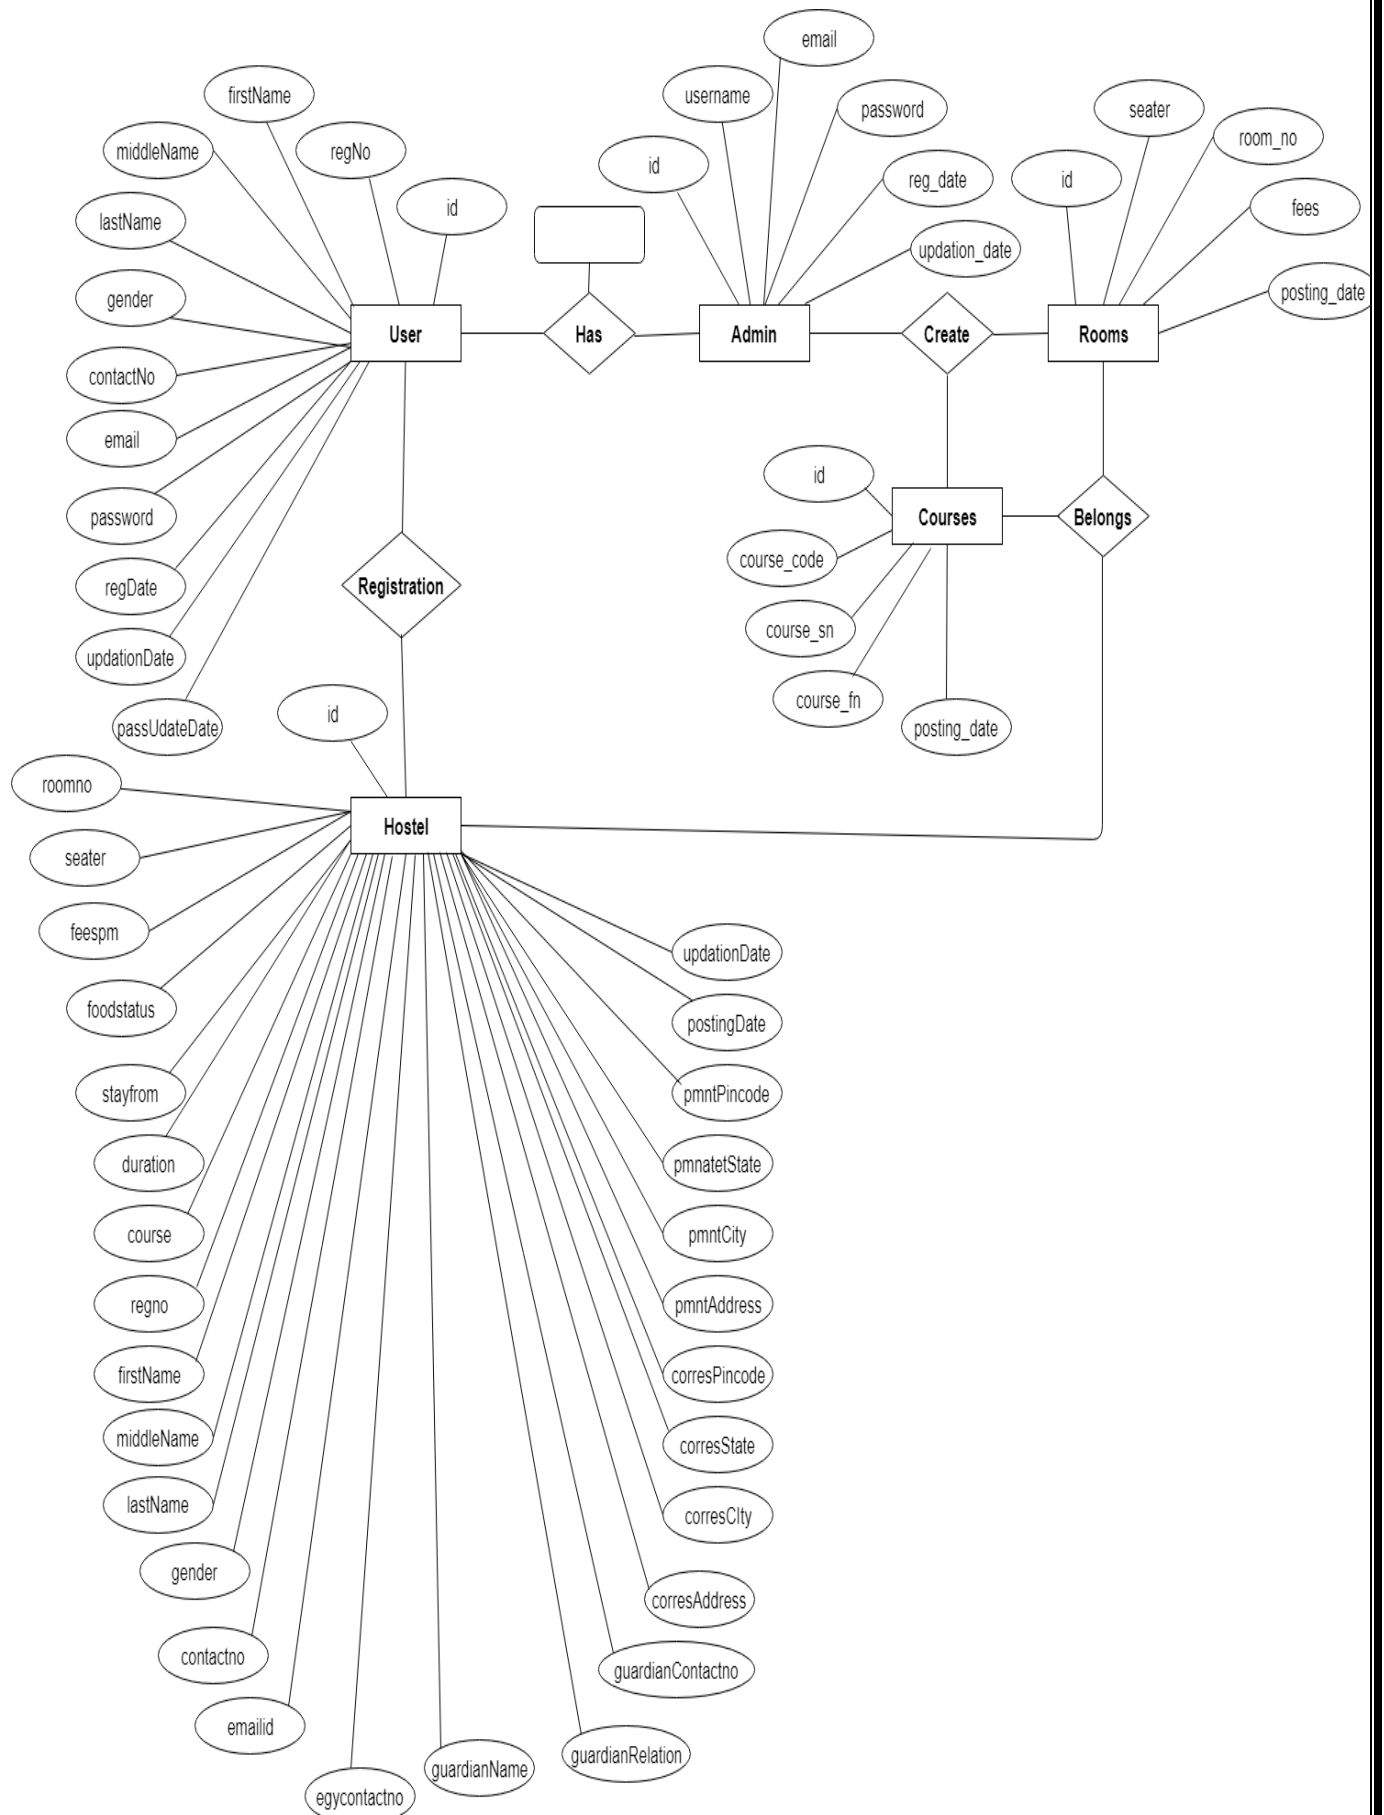 email
firstName
username
password
seater
room_no
middleName
regNo
id
reg_date
id
id
fees
lastName
updation_date
gender
posting_date
User
Has
Admin
Create
Rooms
contactNo
email
id
password
Courses
Belongs
course_code
regDate
Registration
course_sn
updationDate
course_fn
id
passUdateDate
posting_date
roomno
Hostel
seater
feespm
updationDate
foodstatus
postingDate
stayfrom
pmntPincode
duration
pmnatetState
course
pmntCity
regno
pmntAddress
firstName
corresPincode
middleName
corresState
lastName
corresCIty
gender
corresAddress
contactno
guardianContactno
emailid
guardianRelation
guardianName
egycontactno